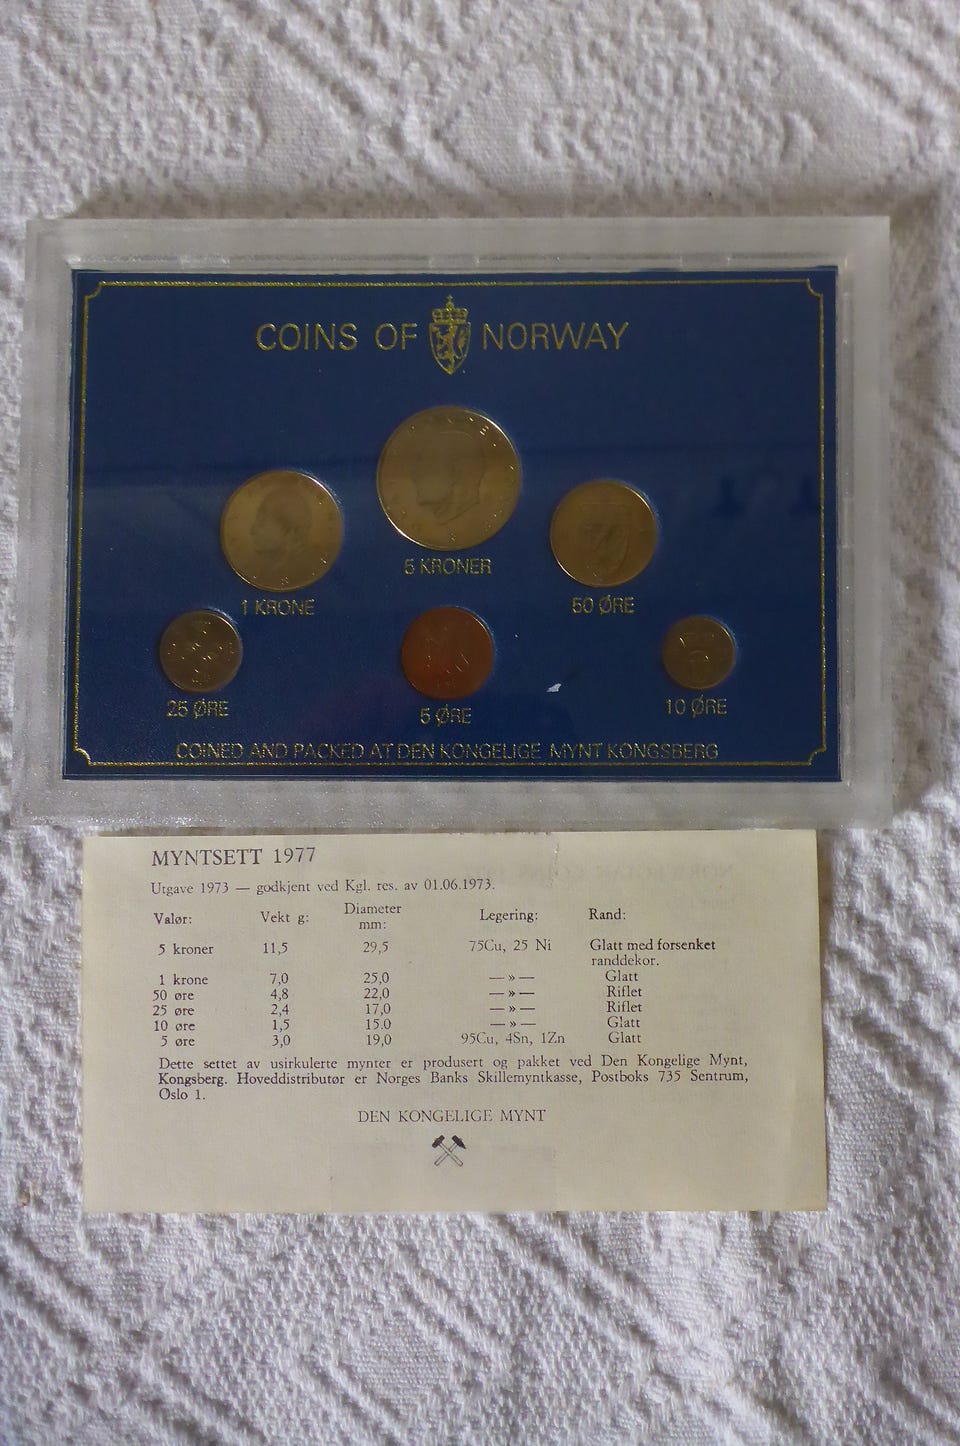 COINS OF NORWAY
5 KRONER
1 KRONE
50 ØRE
25 ØRE
5 ØRE
10 ØRE
COINED AND PACKED AT DEN KONGELIGE MYNT KONGSBERG
MYNTSETT 1977
Utgave 1973 — godkjent ved Kgl. res. av 01.06.1973.
Valør: Vekt g: Diameter mm: Legering: Rand:
5 kroner 11,5 29,5 75Cu, 25 Ni Glatt med forsenket
randdekor.
1 krone 7,0 25,0 —»— Glatt
50 øre 4,8 22,0 —»— Riflet
25 øre 2,4 17,0 —»— Riflet
10 øre 1,5 15.0 —»— Glatt
5 øre 3,0 19,0 95Cu, 4Sn, 1Zn Glatt
Dette settet av usirkulerte mynter er produsert og pakket ved Den Kongelige Mynt,
Kongsberg. Hoveddistributør er Norges Banks Skillemyntkasse, Postboks 735 Sentrum,
Oslo 1.
DEN KONGELIGE MYNT